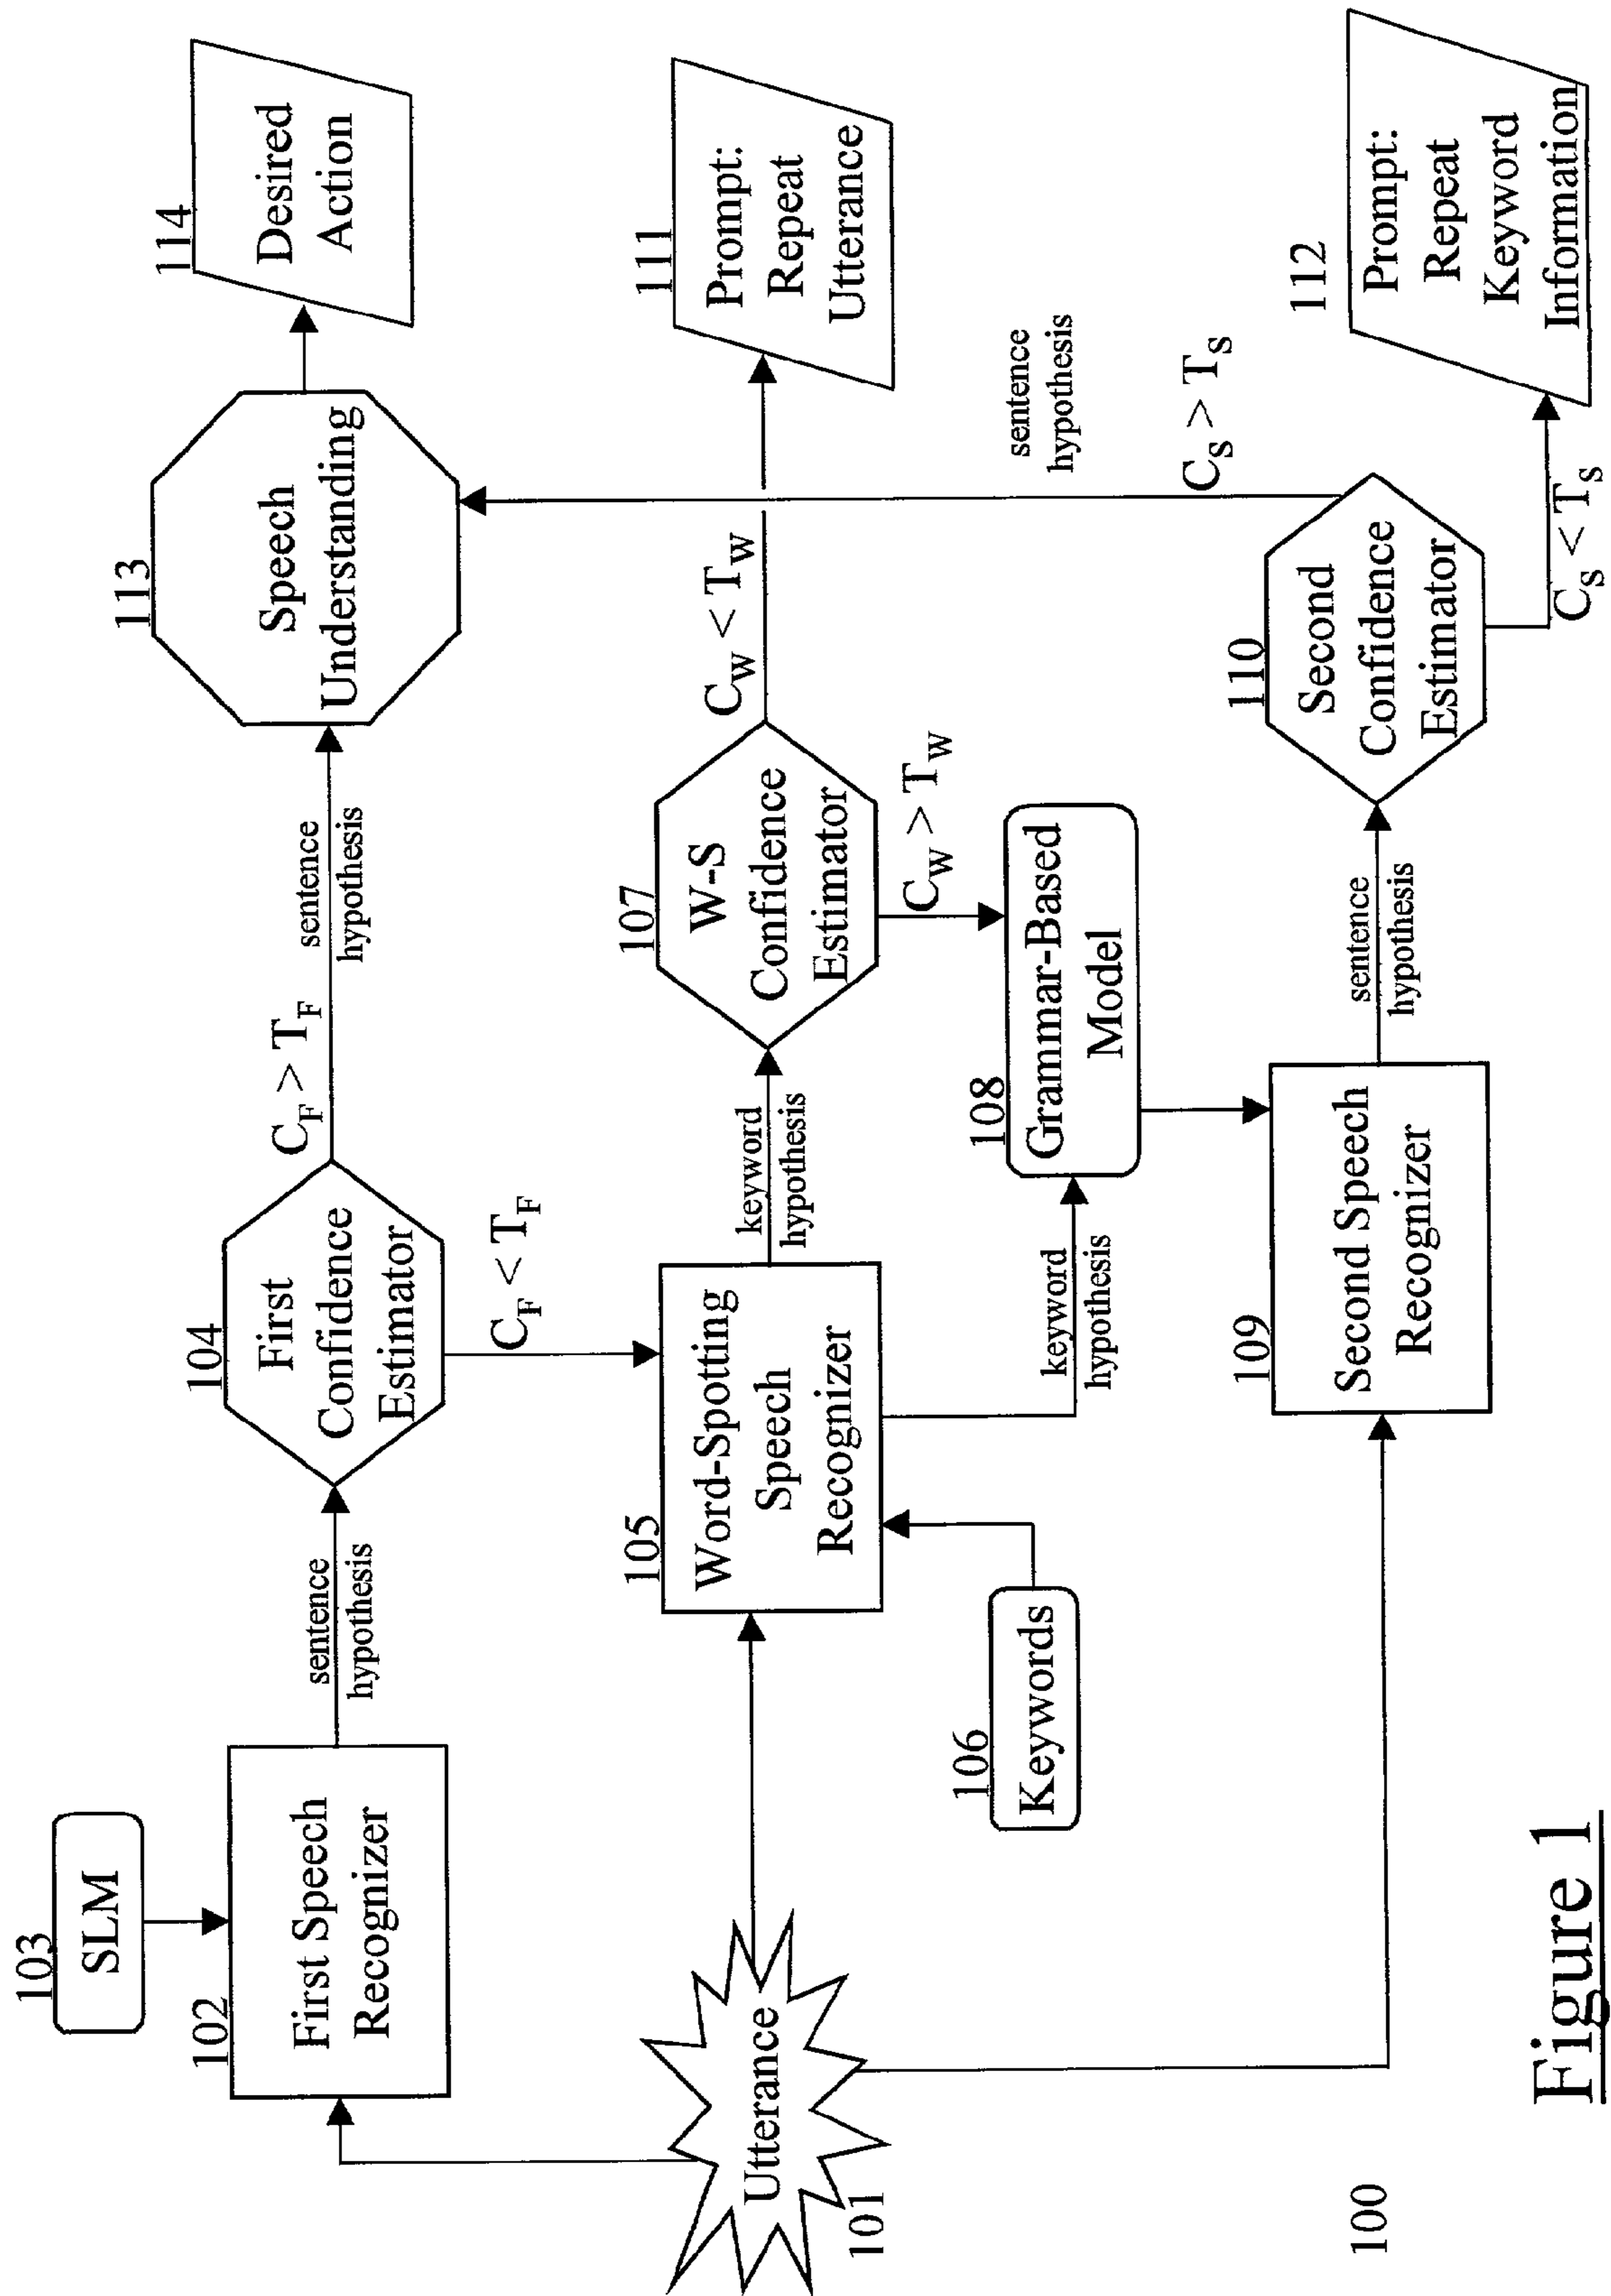 103
SLM
102
First Speech
Recognizer
sentence
hypothesis
104
First
Confidence
Estimator
C_F > T_F
sentence
hypothesis
C_F < T_F
113
Speech
Understanding
114
Desired
Action
Utterance
101
105
Word-Spotting
Speech
Recognizer
106
Keywords
keyword
hypothesis
107
W-S
Confidence
Estimator
C_W < T_W
C_W > T_W
111
Prompt:
Repeat
Utterance
keyword
hypothesis
108
Grammar-Based
Model
109
Second Speech
Recognizer
sentence
hypothesis
110
Second
Confidence
Estimator
sentence
hypothesis
C_S > T_S
C_S < T_S
112
Prompt:
Repeat
Keyword
Information
100
Figure 1